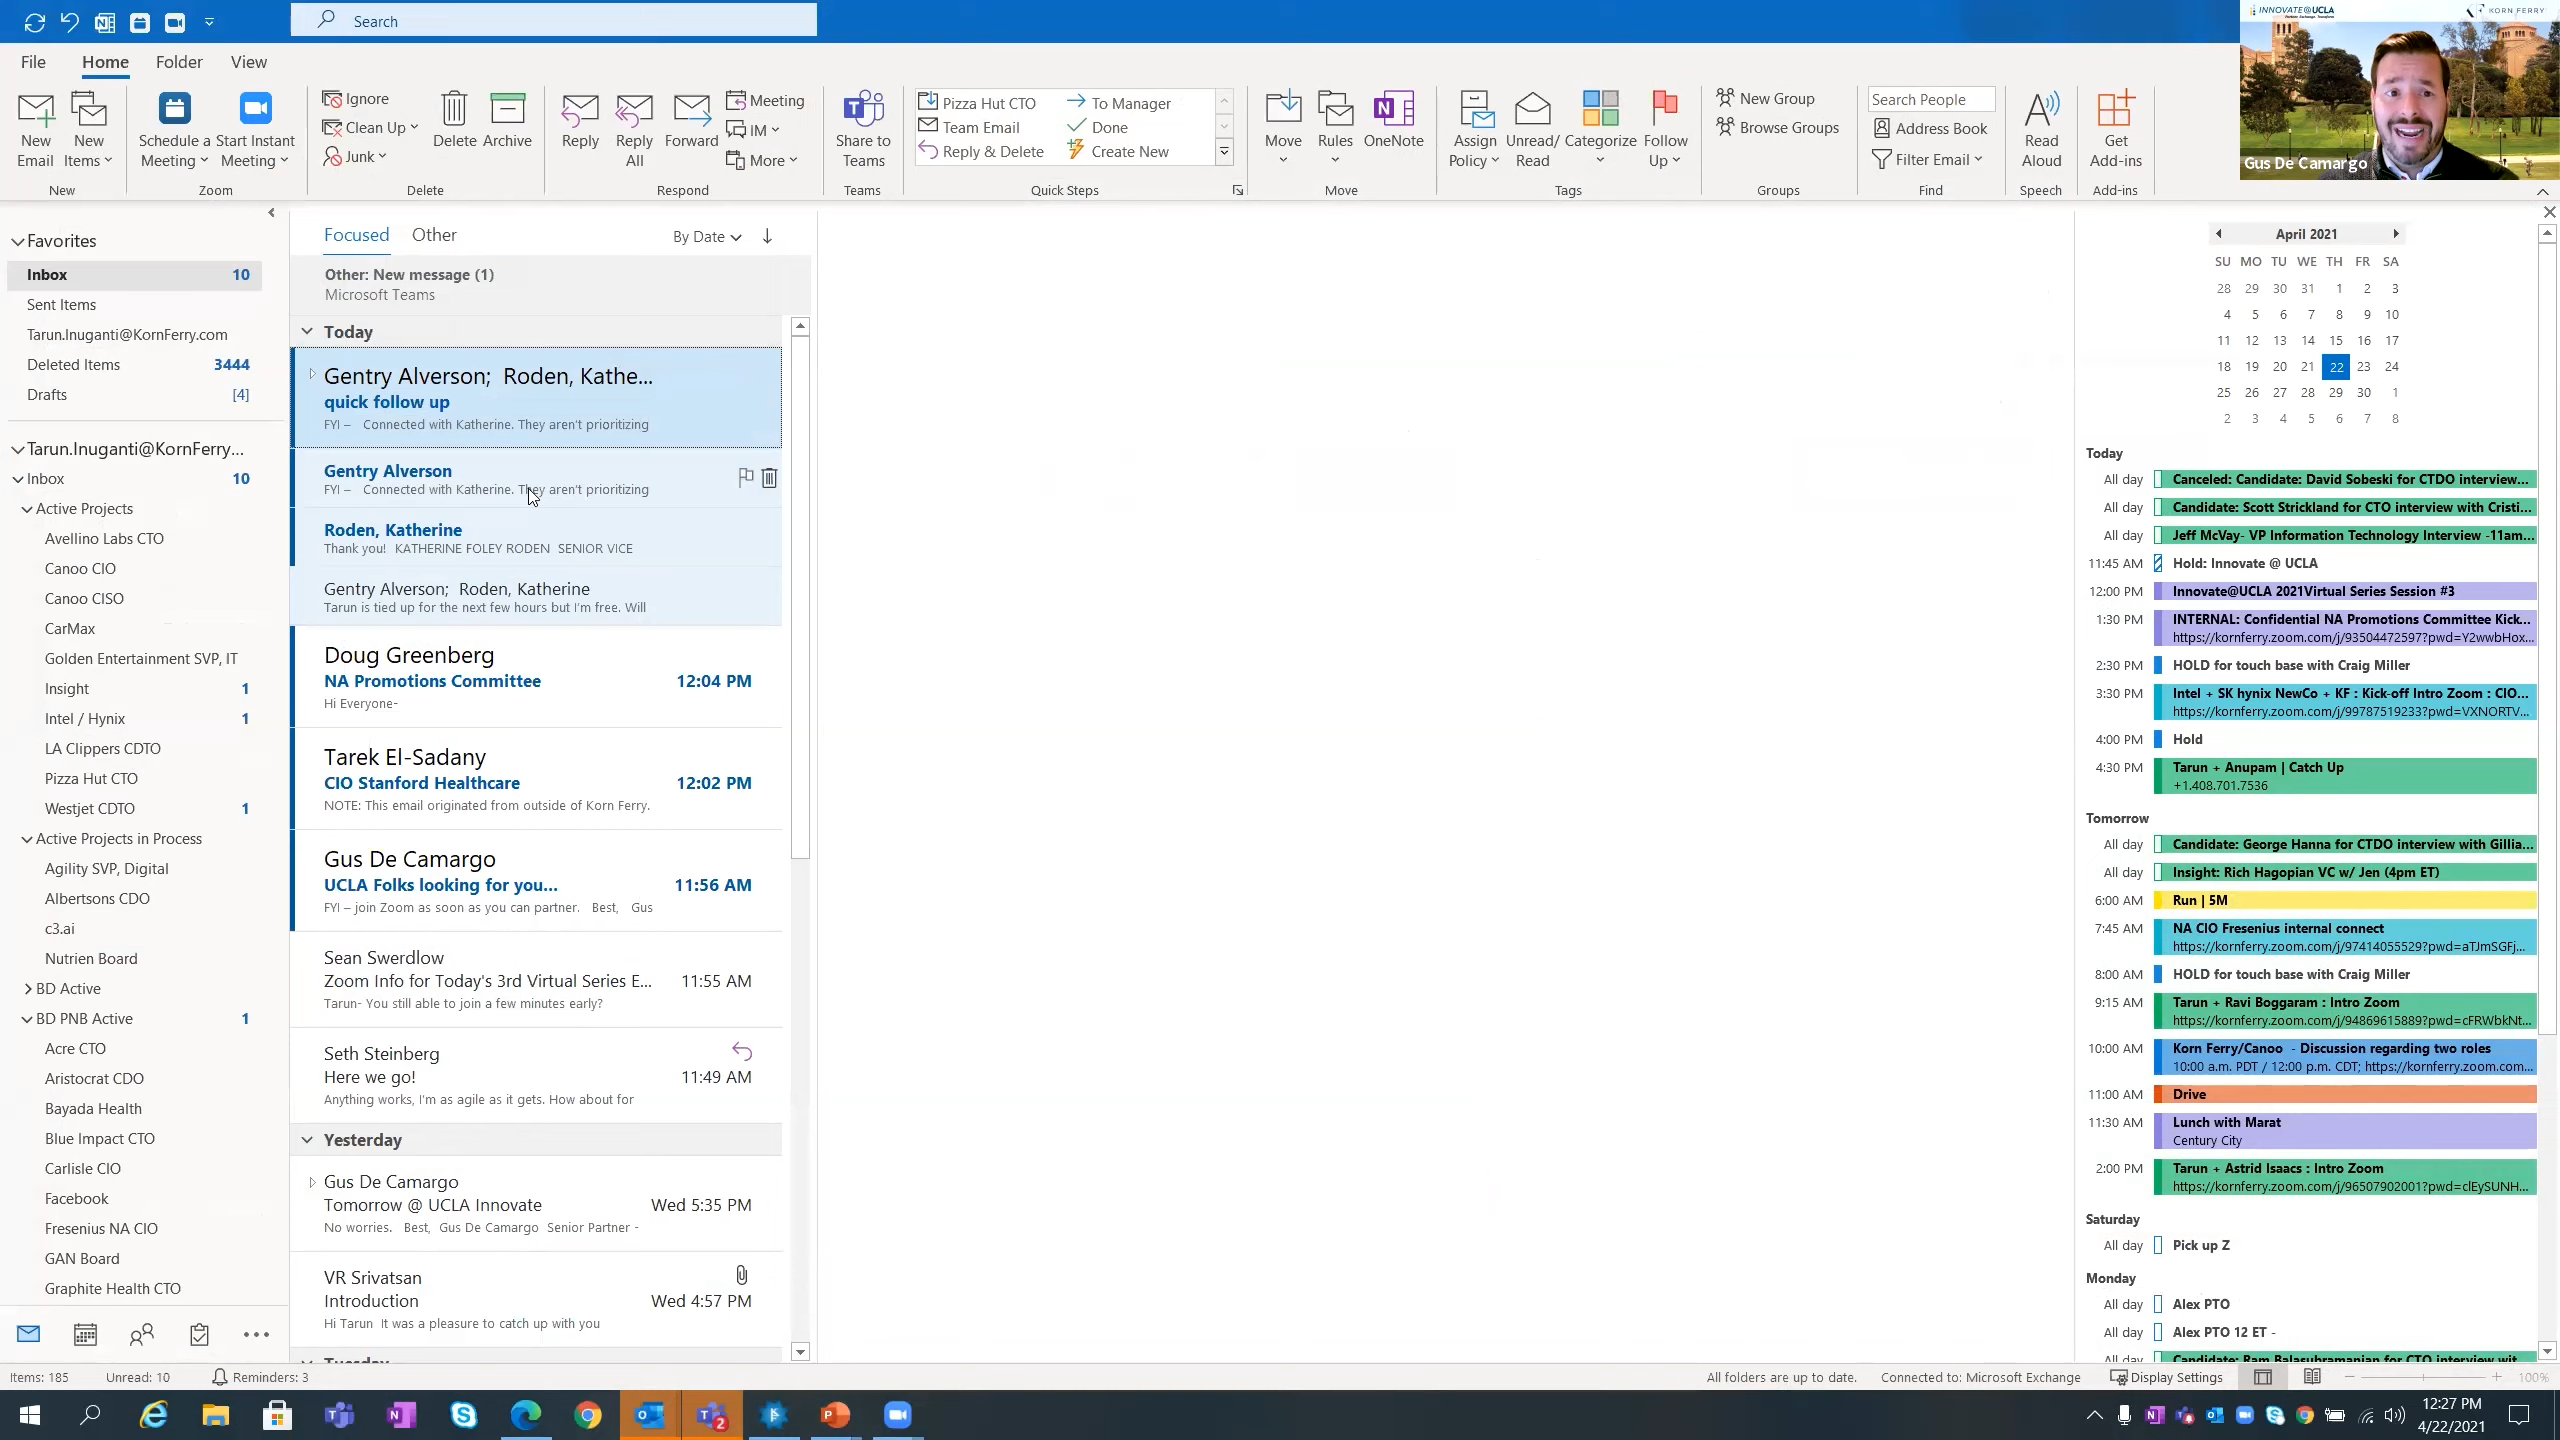 Search
INNOVATE@UCLA
KORN FERRY
Gus De Camargo
File
Home
Folder
View
New Email
New Items
New
Schedule a Meeting
Start Instant Meeting
Zoom
Ignore
Clean Up
Junk
Delete
Archive
Delete
Reply
Reply All
Forward
Meeting
IM
More
Respond
Share to Teams
Teams
Pizza Hut CTO
To Manager
Team Email
Done
Reply & Delete
Create New
Quick Steps
Move
Rules
OneNote
Move
Assign Policy
Unread/ Read
Categorize
Follow Up
Tags
New Group
Browse Groups
Groups
Search People
Address Book
Filter Email
Find
Read Aloud
Speech
Get Add-ins
Add-ins
Favorites
Inbox 10
Sent Items
Tarun.Inuganti@KornFerry.com
Deleted Items 3444
Drafts [4]
Tarun.Inuganti@KornFerry...
Inbox 10
Active Projects
Avellino Labs CTO
Canoo CIO
Canoo CISO
CarMax
Golden Entertainment SVP, IT
Insight 1
Intel / Hynix 1
LA Clippers CDTO
Pizza Hut CTO
Westjet CDTO 1
Active Projects in Process
Agility SVP, Digital
Albertsons CDO
c3.ai
Nutrien Board
BD Active
BD PNB Active 1
Acre CTO
Aristocrat CDO
Bayada Health
Blue Impact CTO
Carlisle CIO
Facebook
Fresenius NA CIO
GAN Board
Graphite Health CTO
Focused
Other
By Date
Other: New message (1)
Microsoft Teams
Today
Gentry Alverson; Roden, Kathe...
quick follow up
FYI – Connected with Katherine. They aren't prioritizing
Gentry Alverson
FYI – Connected with Katherine. They aren't prioritizing
Roden, Katherine
Thank you! KATHERINE FOLEY RODEN SENIOR VICE
Gentry Alverson; Roden, Katherine
Tarun is tied up for the next few hours but I'm free. Will
Doug Greenberg
NA Promotions Committee 12:04 PM
Hi Everyone-
Tarek El-Sadany
CIO Stanford Healthcare 12:02 PM
NOTE: This email originated from outside of Korn Ferry.
Gus De Camargo
UCLA Folks looking for you... 11:56 AM
FYI – join Zoom as soon as you can partner. Best, Gus
Sean Swerdlow
Zoom Info for Today's 3rd Virtual Series E... 11:55 AM
Tarun- You still able to join a few minutes early?
Seth Steinberg
Here we go! 11:49 AM
Anything works, I'm as agile as it gets. How about for
Yesterday
Gus De Camargo
Tomorrow @ UCLA Innovate Wed 5:35 PM
No worries. Best, Gus De Camargo Senior Partner -
VR Srivatsan
Introduction Wed 4:57 PM
Hi Tarun It was a pleasure to catch up with you
Tuesday
April 2021
SU MO TU WE TH FR SA
28 29 30 31 1 2 3
4 5 6 7 8 9 10
11 12 13 14 15 16 17
18 19 20 21 22 23 24
25 26 27 28 29 30 1
2 3 4 5 6 7 8
Today
All day Canceled: Candidate: David Sobeski for CTDO interview...
All day Candidate: Scott Strickland for CTO interview with Cristi...
All day Jeff McVay- VP Information Technology Interview -11am...
11:45 AM Hold: Innovate @ UCLA
12:00 PM Innovate@UCLA 2021Virtual Series Session #3
1:30 PM INTERNAL: Confidential NA Promotions Committee Kick...
https://kornferry.zoom.com/j/93504472597?pwd=Y2wwbHox...
2:30 PM HOLD for touch base with Craig Miller
3:30 PM Intel + SK hynix NewCo + KF : Kick-off Intro Zoom : CIO...
https://kornferry.zoom.com/j/99787519233?pwd=VXNORTV...
4:00 PM Hold
4:30 PM Tarun + Anupam | Catch Up
+1.408.701.7536
Tomorrow
All day Candidate: George Hanna for CTDO interview with Gillia...
All day Insight: Rich Hagopian VC w/ Jen (4pm ET)
6:00 AM Run | 5M
7:45 AM NA CIO Fresenius internal connect
https://kornferry.zoom.com/j/97414055529?pwd=aTJmSGFj...
8:00 AM HOLD for touch base with Craig Miller
9:15 AM Tarun + Ravi Boggaram : Intro Zoom
https://kornferry.zoom.com/j/94869615889?pwd=cFRWbkNt...
10:00 AM Korn Ferry/Canoo - Discussion regarding two roles
10:00 a.m. PDT / 12:00 p.m. CDT; https://kornferry.zoom.com...
11:00 AM Drive
11:30 AM Lunch with Marat
Century City
2:00 PM Tarun + Astrid Isaacs : Intro Zoom
https://kornferry.zoom.com/j/96507902001?pwd=clEySUNH...
Saturday
All day Pick up Z
Monday
All day Alex PTO
All day Alex PTO 12 ET -
All day Candidate: Ram Balasubramanian for CTO interview wit...
Items: 185
Unread: 10
Reminders: 3
All folders are up to date.
Connected to: Microsoft Exchange
Display Settings
100%
2
12:27 PM
4/22/2021